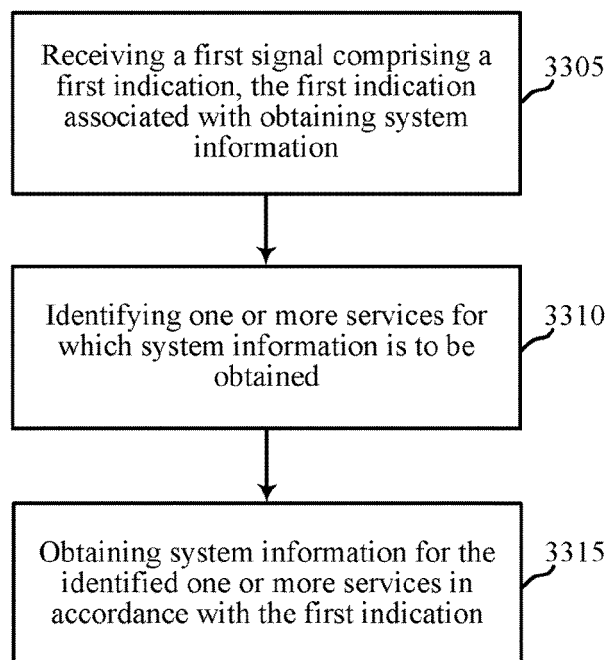 Receiving a first signal comprising a
first indication, the first indication
associated with obtaining system
information
3305
Identifying one or more services for
which system information is to be
obtained
3310
Obtaining system information for the
identified one or more services in
accordance with the first indication
3315